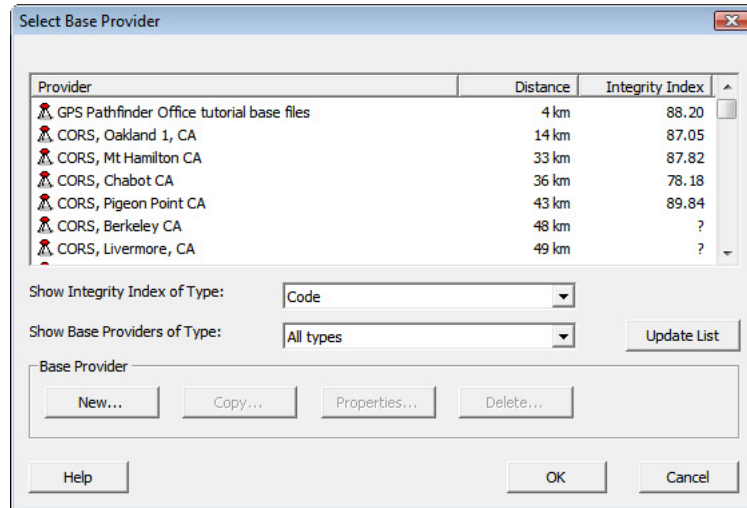 Select Base Provider
Provider Distance Integrity Index
GPS Pathfinder Office tutorial base files 4 km 88.20
CORS, Oakland 1, CA 14 km 87.05
CORS, Mt Hamilton CA 33 km 87.82
CORS, Chabot CA 36 km 78.18
CORS, Pigeon Point CA 43 km 89.84
CORS, Berkeley CA 48 km ?
CORS, Livermore, CA 49 km ?
Show Integrity Index of Type: Code
Show Base Providers of Type: All types Update List
Base Provider
New... Copy... Properties... Delete...
Help OK Cancel